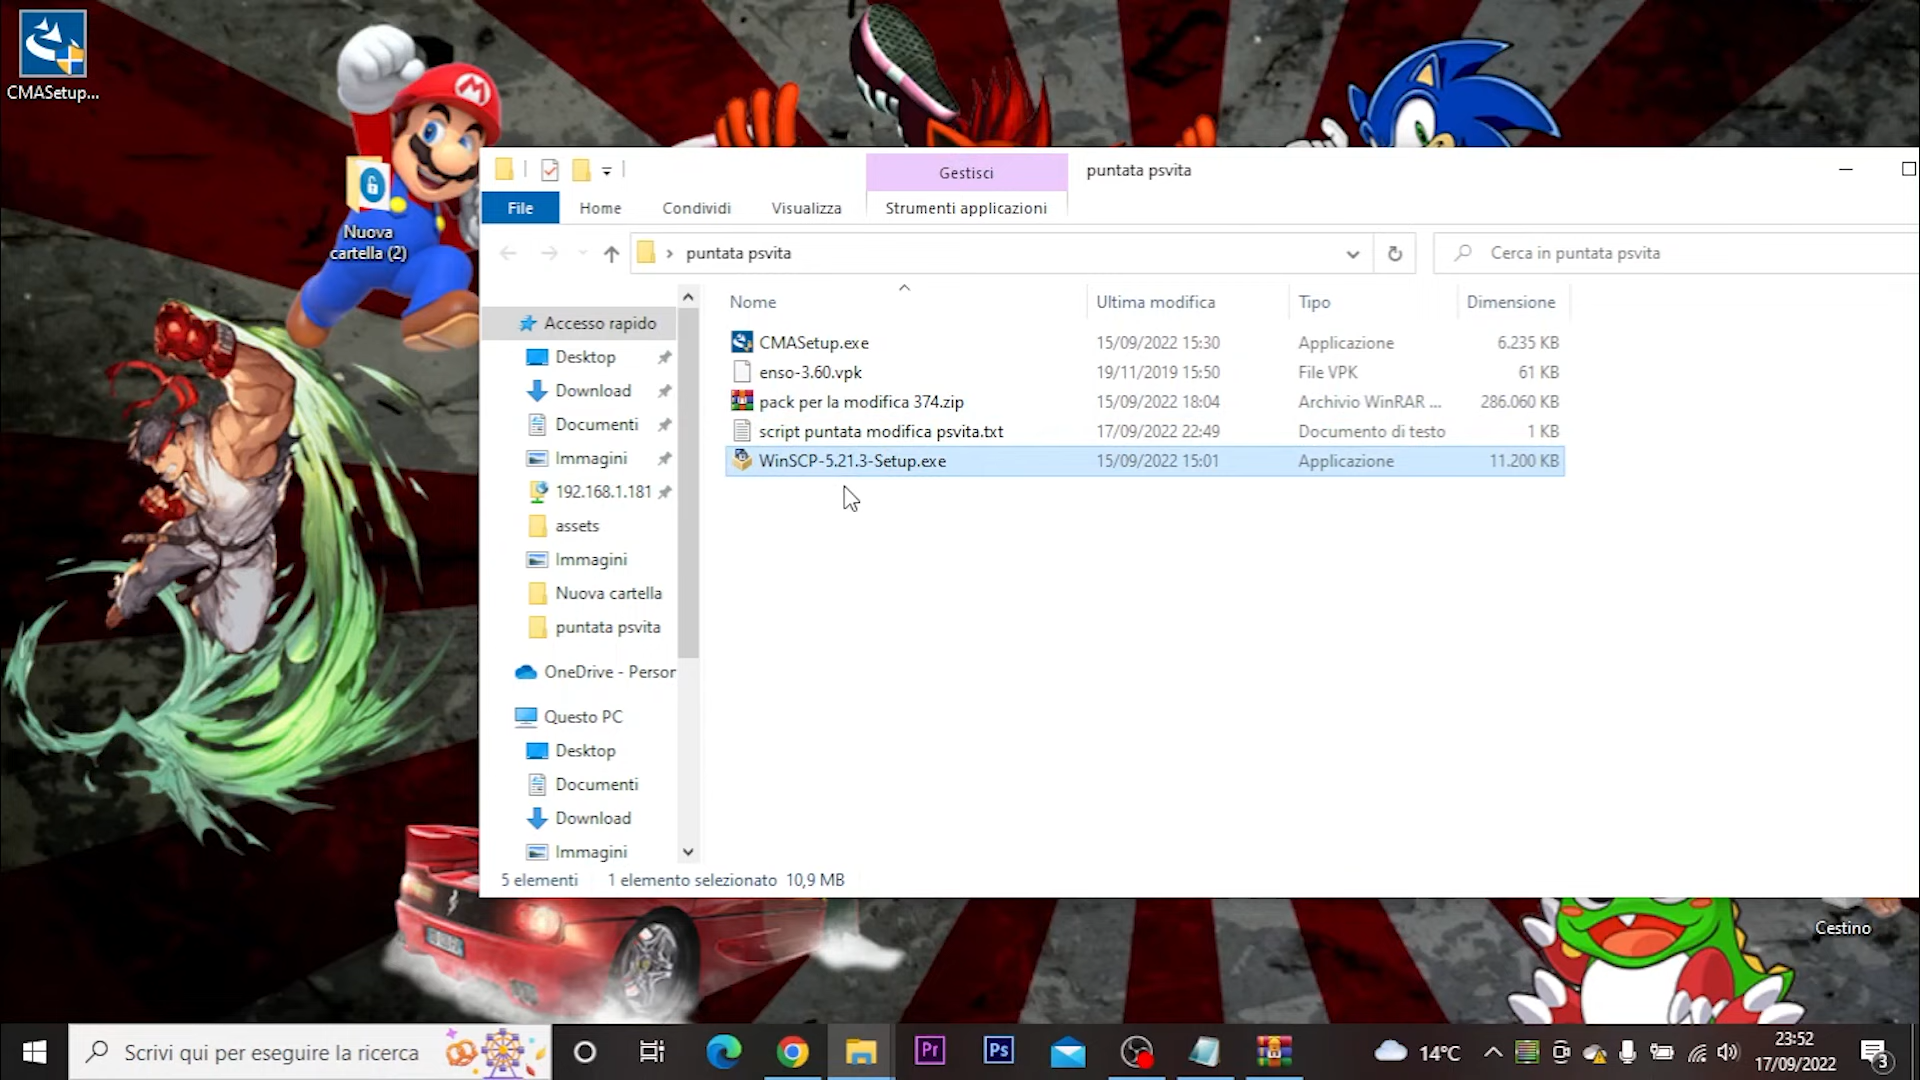 CMASetup...
Nuova
cartella (2)
Gestisci
puntata psvita
File
Home
Condividi
Visualizza
Strumenti applicazioni
puntata psvita
Cerca in puntata psvita
Nome
Ultima modifica
Tipo
Dimensione
CMASetup.exe
15/09/2022 15:30
Applicazione
6.235 KB
enso-3.60.vpk
19/11/2019 15:50
File VPK
61 KB
pack per la modifica 374.zip
15/09/2022 18:04
Archivio WinRAR ...
286.060 KB
script puntata modifica psvita.txt
17/09/2022 22:49
Documento di testo
1 KB
WinSCP-5.21.3-Setup.exe
15/09/2022 15:01
Applicazione
11.200 KB
Accesso rapido
Desktop
Download
Documenti
Immagini
192.168.1.181
assets
Immagini
Nuova cartella
puntata psvita
OneDrive - Person
Questo PC
Desktop
Documenti
Download
Immagini
5 elementi
1 elemento selezionato 10,9 MB
Cestino
Scrivi qui per eseguire la ricerca
Pr
Ps
14°C
23:52
17/09/2022
3